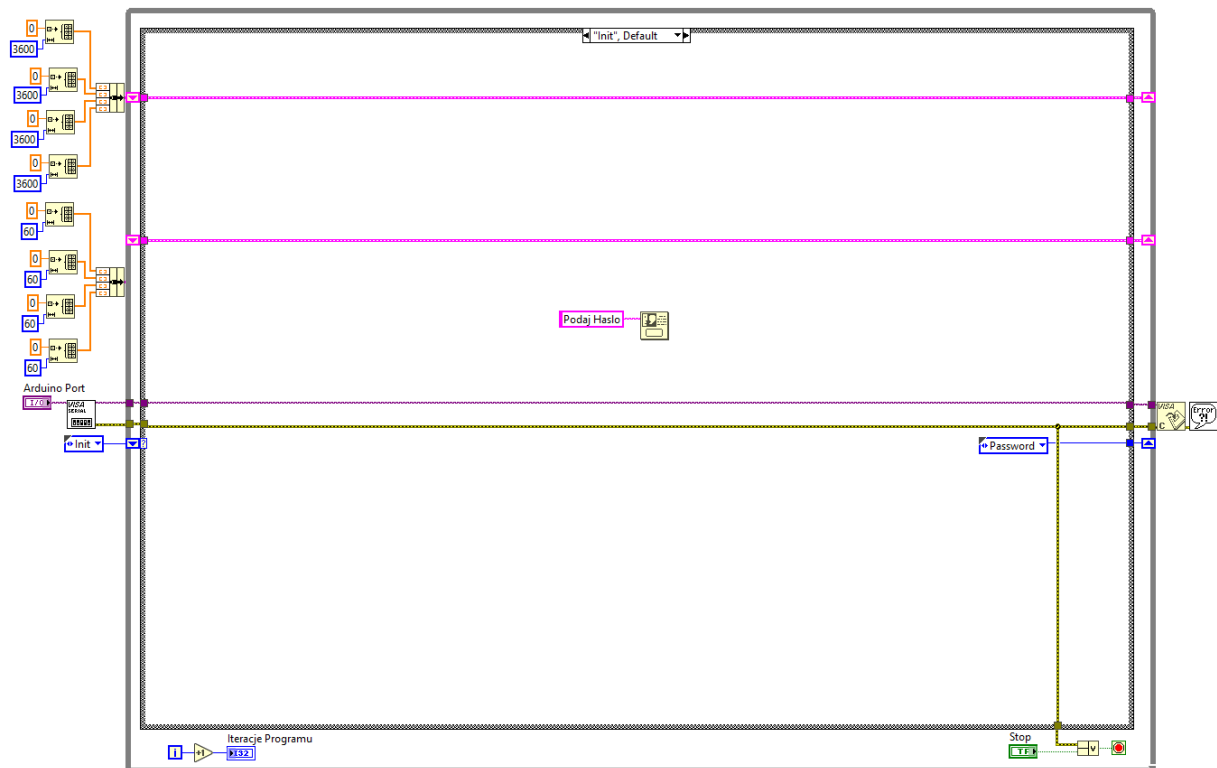 0
"Init", Default
3600
0
3600
0
3600
0
3600
0
60
0
60
0
60
0
60
Podaj Haslo
Arduino Port
I/O
VISA
SERIAL
Init
?
Password
VISA
C
Error
?!
Iteracje Programu
i
+1
I32
Stop
TF
V